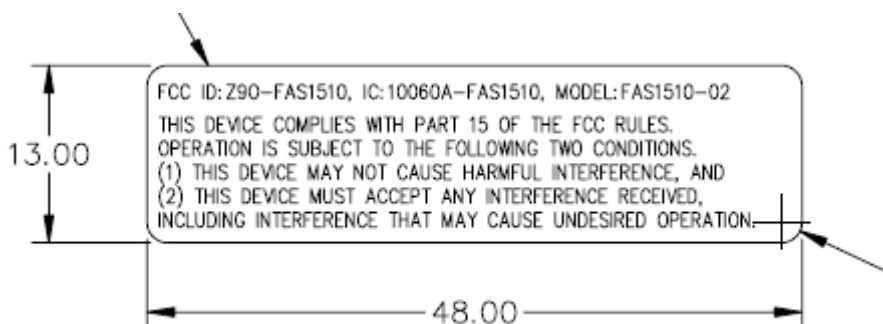 FCC ID:Z9O-FAS1510, IC:10060A-FAS1510, MODEL:FAS1510-02
THIS DEVICE COMPLIES WITH PART 15 OF THE FCC RULES.
OPERATION IS SUBJECT TO THE FOLLOWING TWO CONDITIONS.
(1) THIS DEVICE MAY NOT CAUSE HARMFUL INTERFERENCE, AND
(2) THIS DEVICE MUST ACCEPT ANY INTERFERENCE RECEIVED,
INCLUDING INTERFERENCE THAT MAY CAUSE UNDESIRED OPERATION.
13.00
48.00